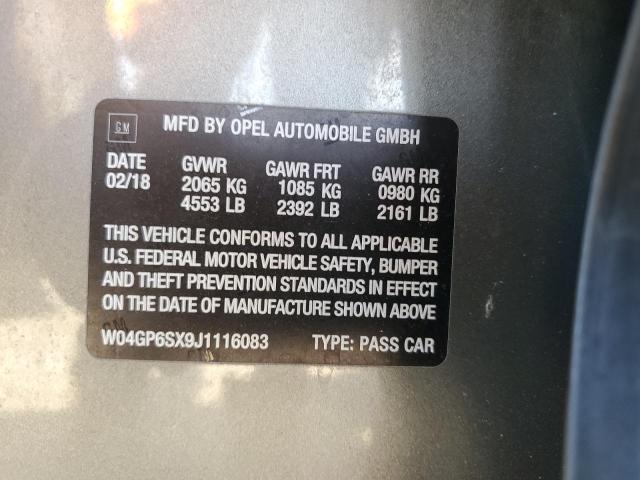 GM
MFD BY OPEL AUTOMOBILE GMBH
DATE GVWR GAWR FRT GAWR RR
02/18 2065 KG 1085 KG 0980 KG
4553 LB 2392 LB 2161 LB
THIS VEHICLE CONFORMS TO ALL APPLICABLE
U.S. FEDERAL MOTOR VEHICLE SAFETY, BUMPER
AND THEFT PREVENTION STANDARDS IN EFFECT
ON THE DATE OF MANUFACTURE SHOWN ABOVE
W04GP6SX9J1116083 TYPE: PASS CAR